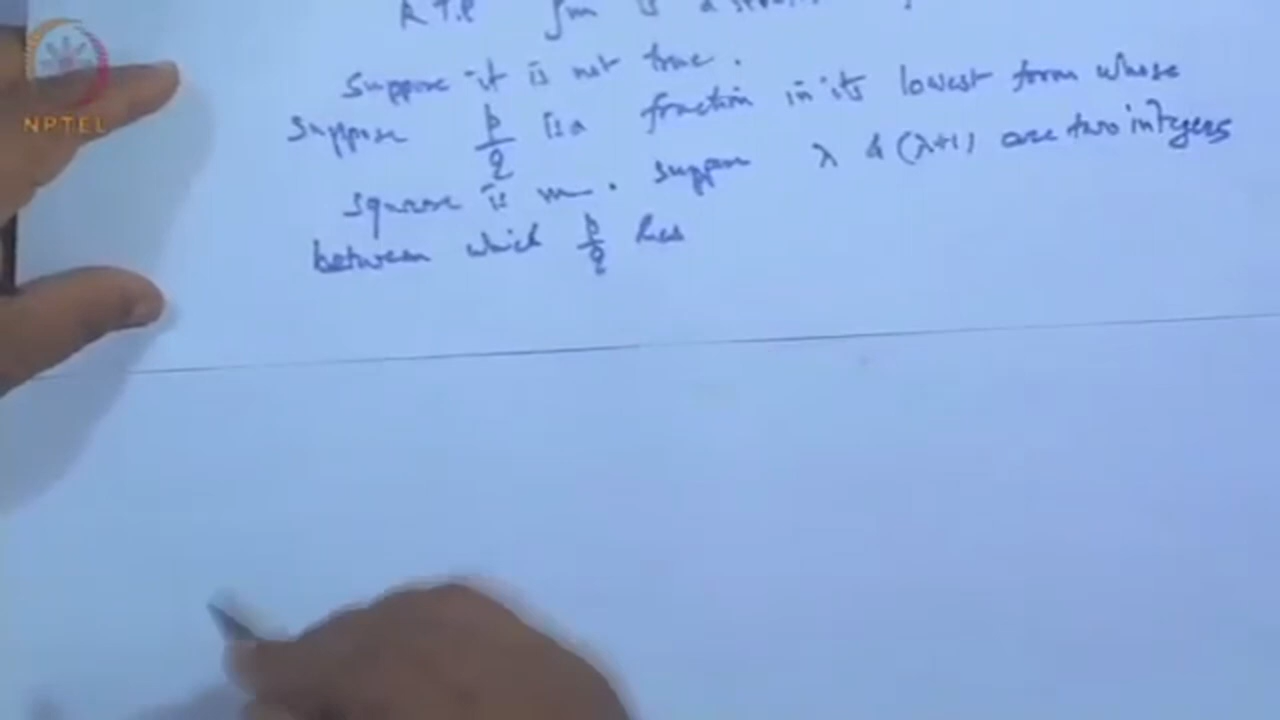 NPTEL
R.T.P √m is a
Suppose it is not true.
Suppose p/q is a fraction in its lowest form whose
square is m. Suppose λ & (λ+1) are two integers
between which p/q lies